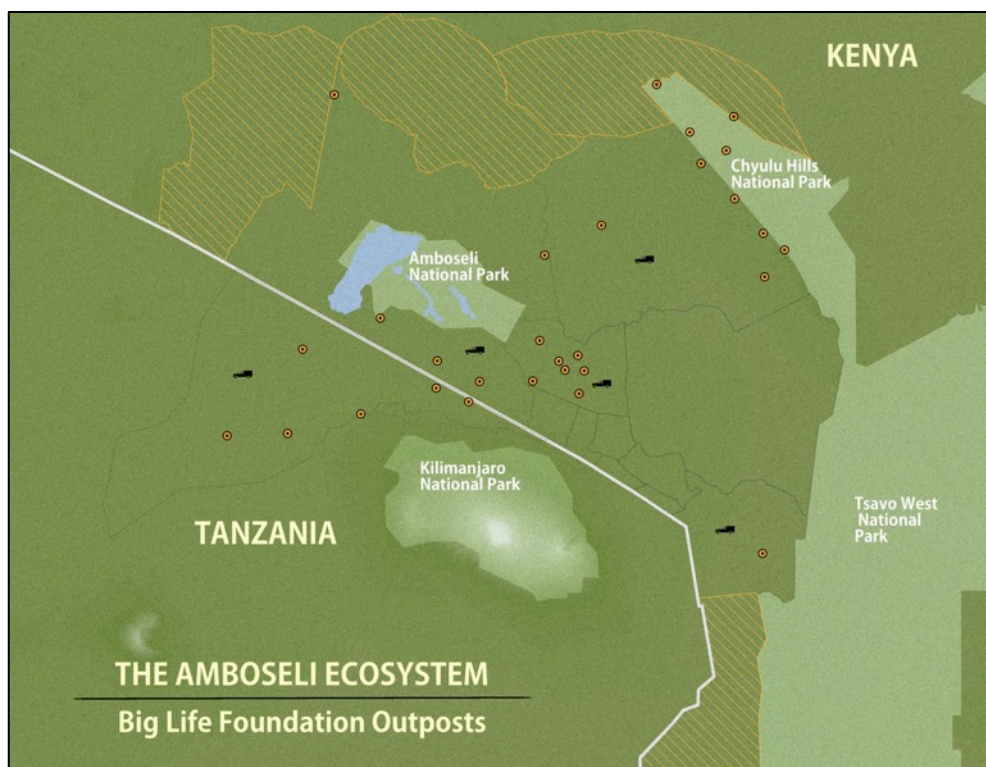 KENYA
Chyulu Hills
National Park
Amboseli
National Park
Kilimanjaro
National Park
Tsavo West
National
Park
TANZANIA
THE AMBOSELI ECOSYSTEM
Big Life Foundation Outposts